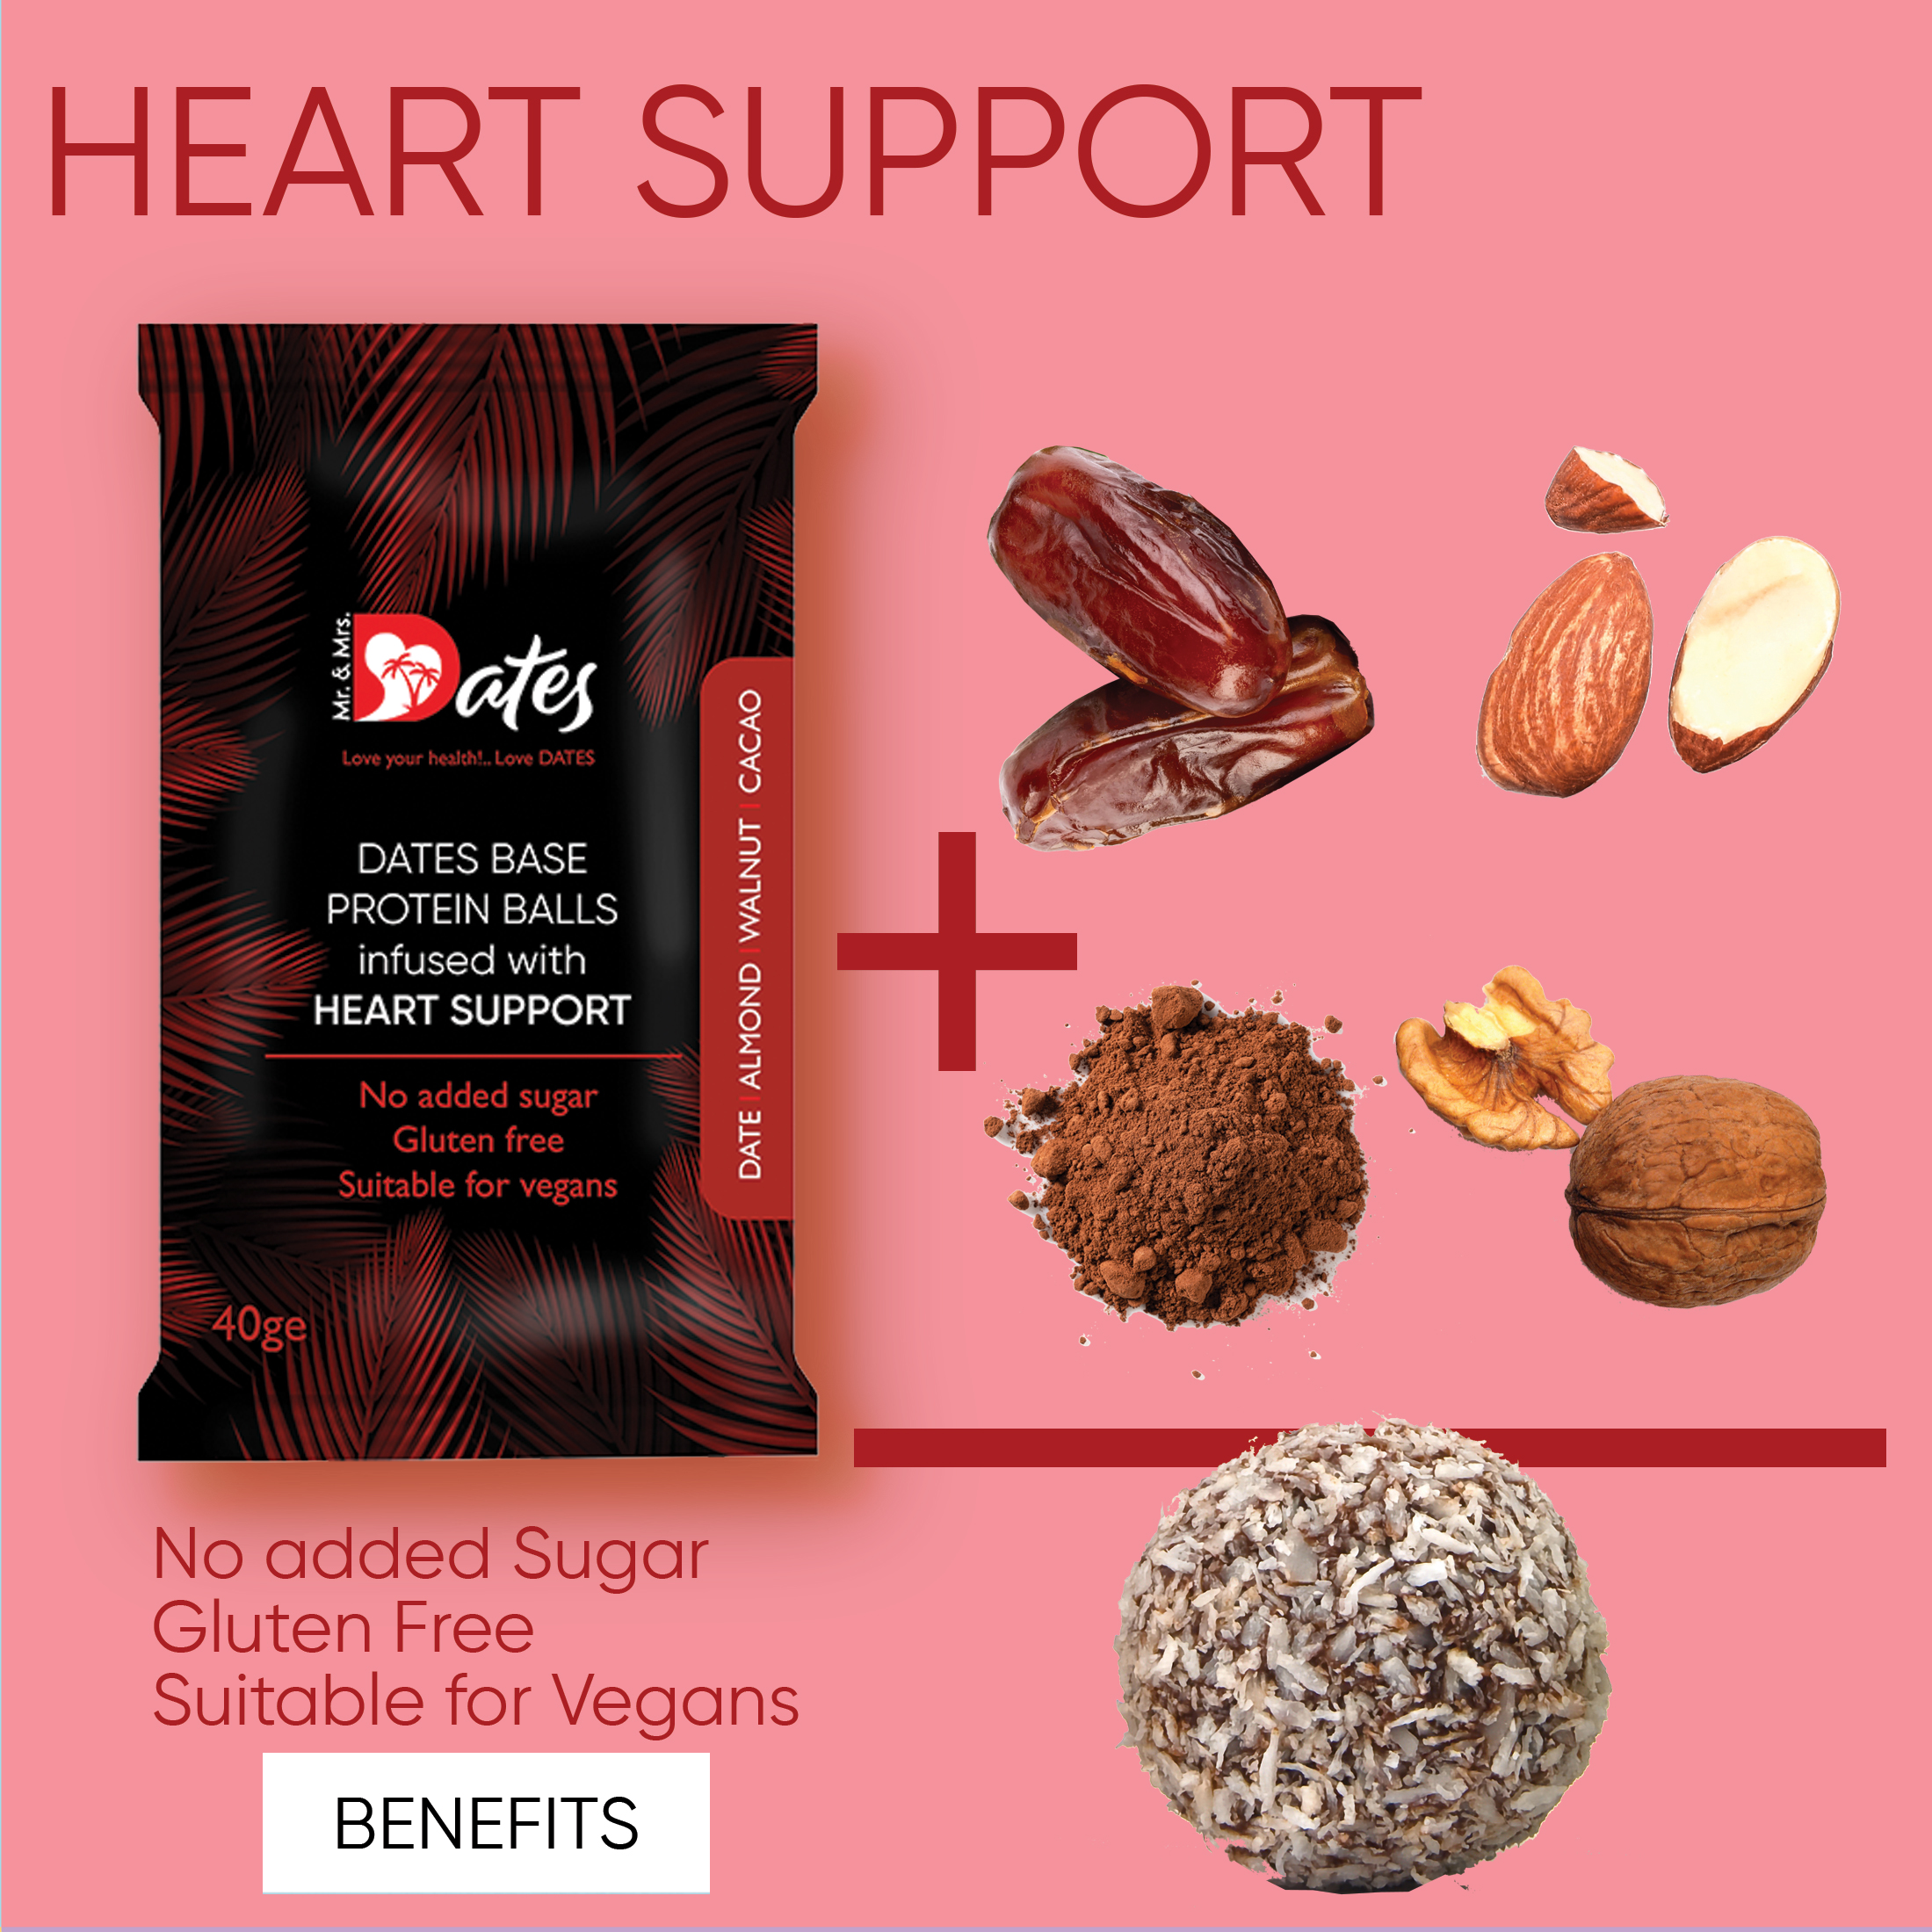 HEART SUPPORT
Mr. & Mrs.
Dates
Love your health!.. Love DATES
DATES BASE
PROTEIN BALLS
infused with
HEART SUPPORT
No added sugar
Gluten free
Suitable for vegans
DATE | ALMOND | WALNUT | CACAO
40ge
No added Sugar
Gluten Free
Suitable for Vegans
BENEFITS